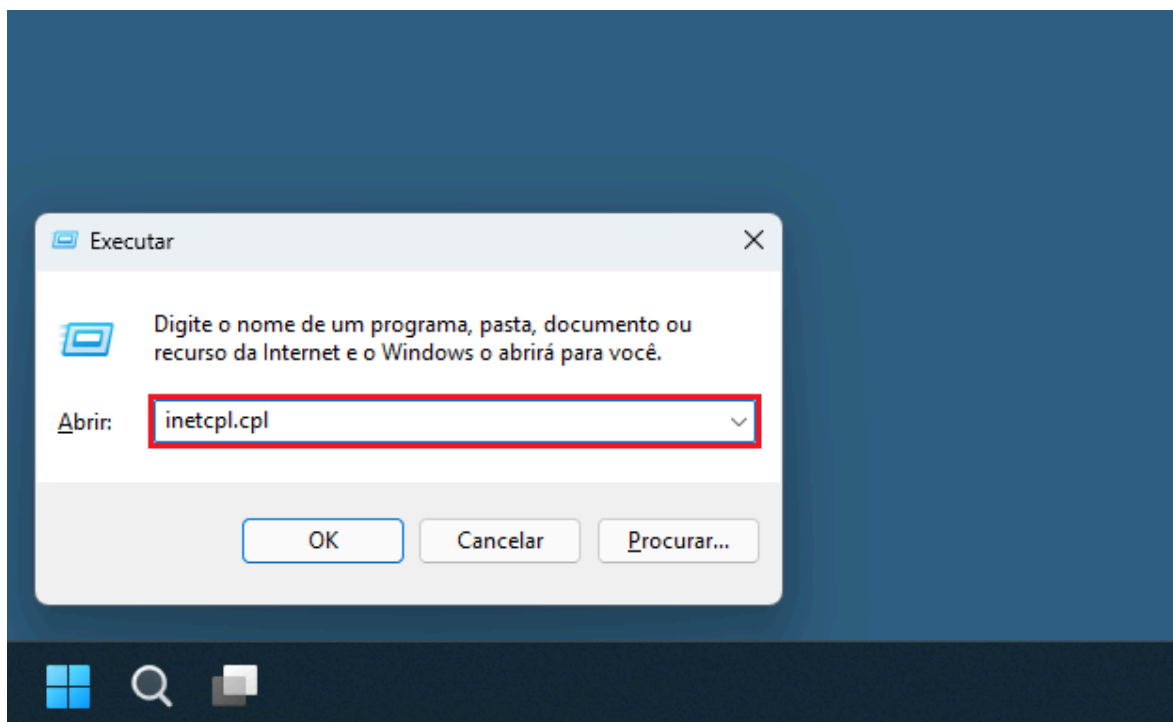 Executar
Digite o nome de um programa, pasta, documento ou
recurso da Internet e o Windows o abrirá para você.
Abrir: inetcpl.cpl
OK Cancelar Procurar...